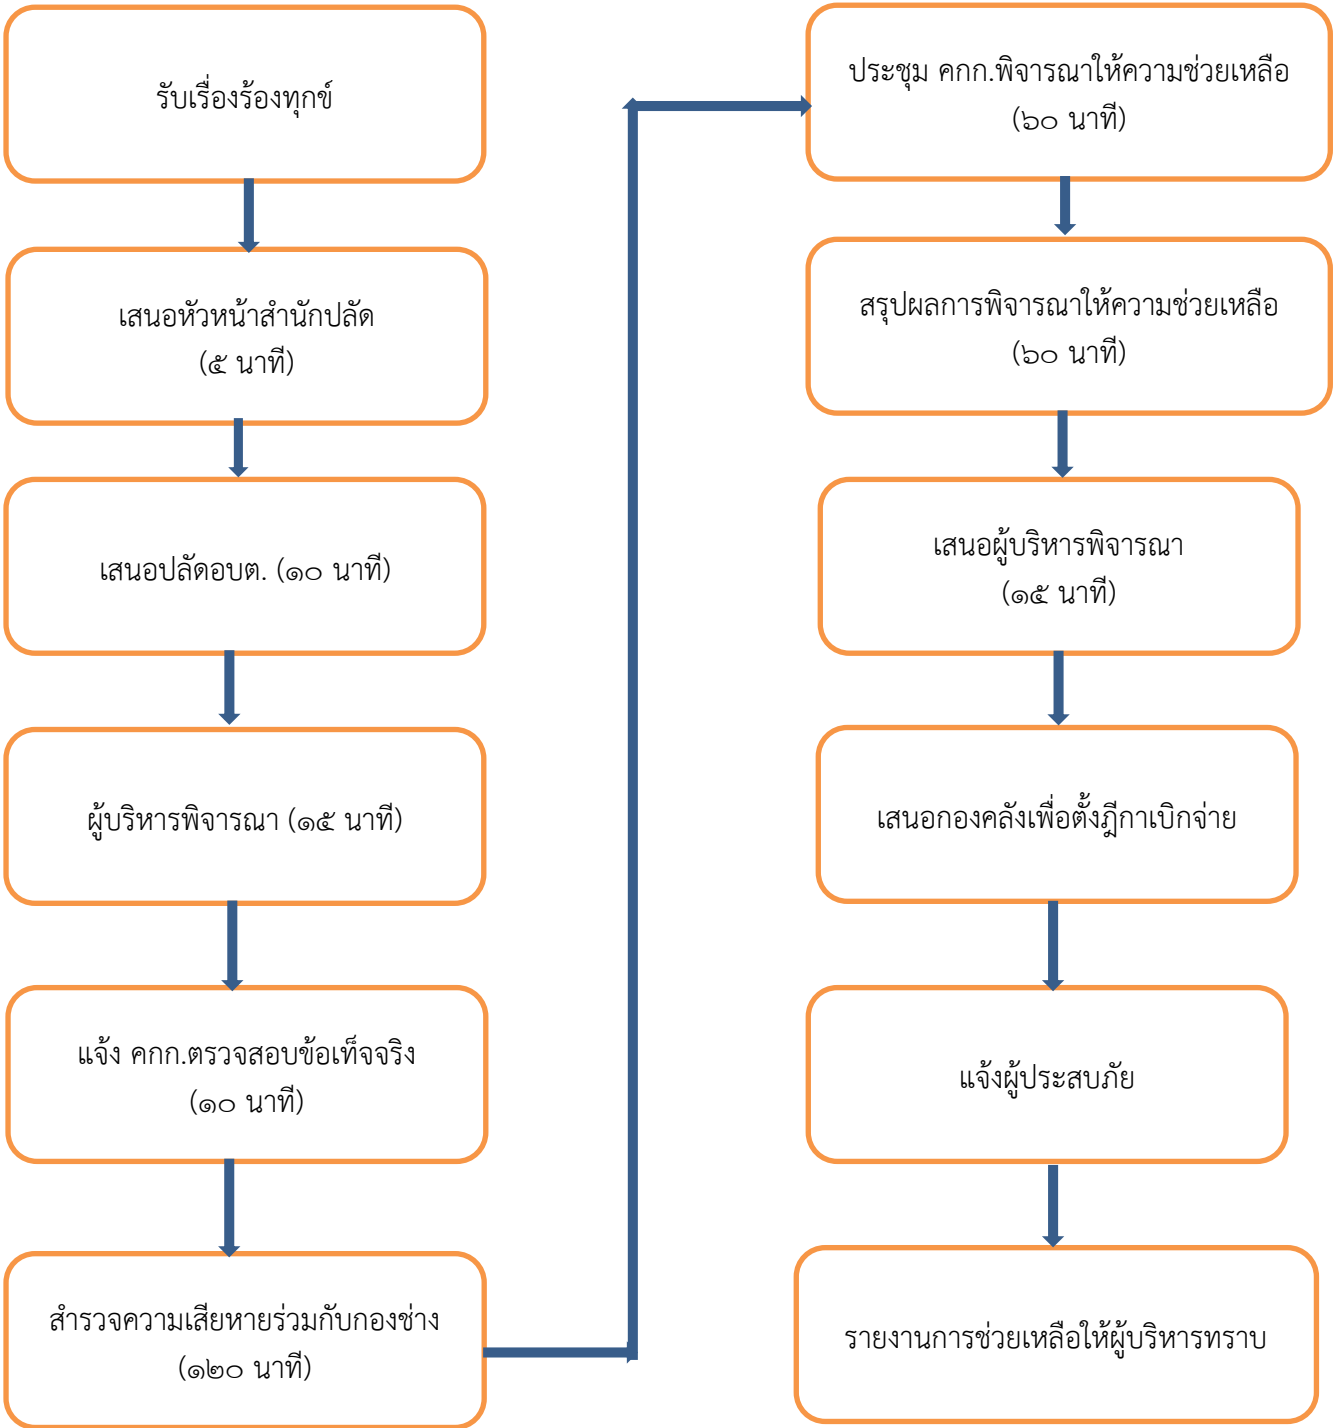 รับเรื่องร้องทุกข์
เสนอหัวหน้าสำนักปลัด
(๕ นาที)
เสนอปลัดอบต. (๑๐ นาที)
ผู้บริหารพิจารณา (๑๕ นาที)
แจ้ง คกก.ตรวจสอบข้อเท็จจริง
(๑๐ นาที)
สำรวจความเสียหายร่วมกับกองช่าง
(๑๒๐ นาที)
ประชุม คกก.พิจารณาให้ความช่วยเหลือ
(๖๐ นาที)
สรุปผลการพิจารณาให้ความช่วยเหลือ
(๖๐ นาที)
เสนอผู้บริหารพิจารณา
(๑๕ นาที)
เสนอกองคลังเพื่อตั้งฎีกาเบิกจ่าย
แจ้งผู้ประสบภัย
รายงานการช่วยเหลือให้ผู้บริหารทราบ